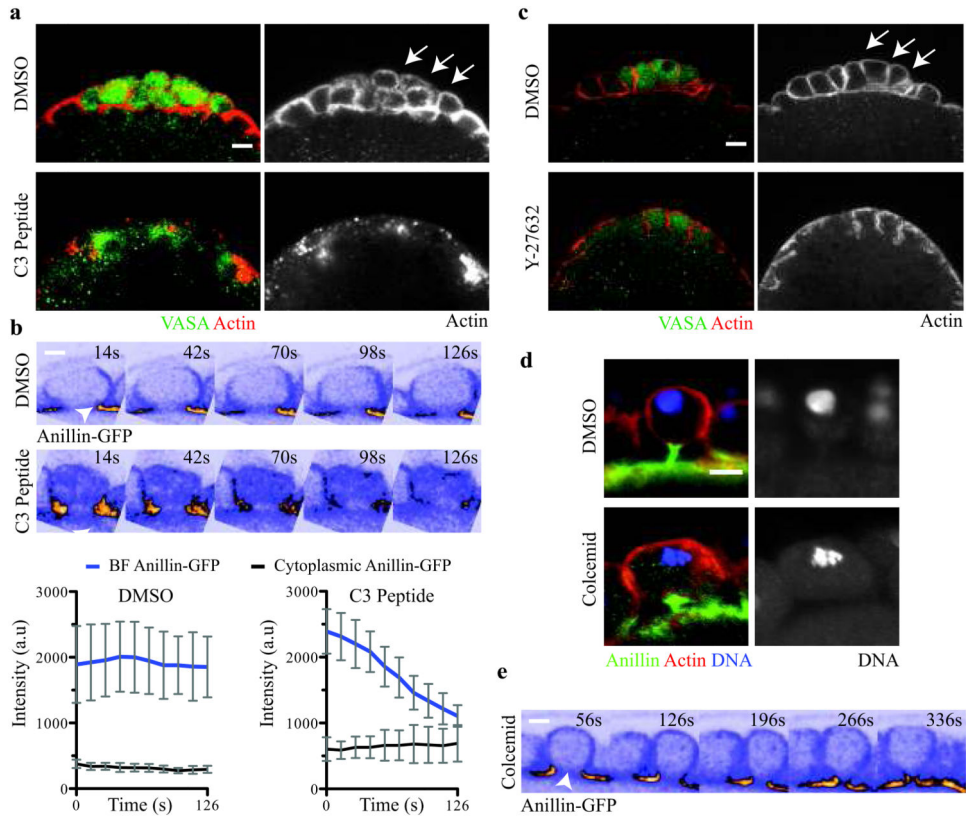 a
c
DMSO
C3 Peptide
VASA Actin
Actin
DMSO
Y-27632
VASA Actin
Actin
b
DMSO
14s 42s 70s 98s 126s
Anillin-GFP
C3 Peptide
14s 42s 70s 98s 126s
BF Anillin-GFP Cytoplasmic Anillin-GFP
DMSO
Intensity (a.u)
3000
2000
1000
0
0 Time (s) 126
C3 Peptide
Intensity (a.u)
3000
2000
1000
0
0 Time (s) 126
d
DMSO
Colcemid
Anillin Actin DNA
DNA
e
Colcemid
56s 126s 196s 266s 336s
Anillin-GFP